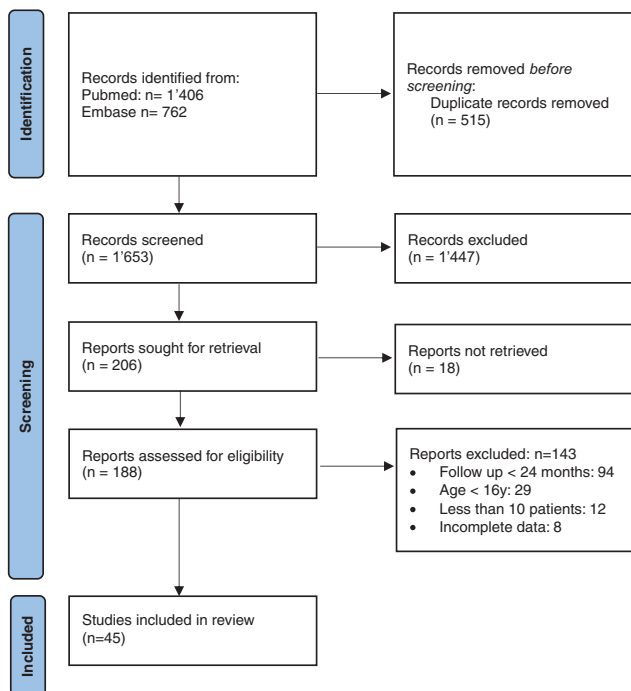 Identification
Records identified from:
Pubmed: n= 1'406
Embase n= 762
Records removed before
screening:
Duplicate records removed
(n = 515)
Screening
Records screened
(n = 1'653)
Records excluded
(n = 1'447)
Reports sought for retrieval
(n = 206)
Reports not retrieved
(n = 18)
Reports assessed for eligibility
(n = 188)
Reports excluded: n=143
• Follow up < 24 months: 94
• Age < 16y: 29
• Less than 10 patients: 12
• Incomplete data: 8
Included
Studies included in review
(n=45)